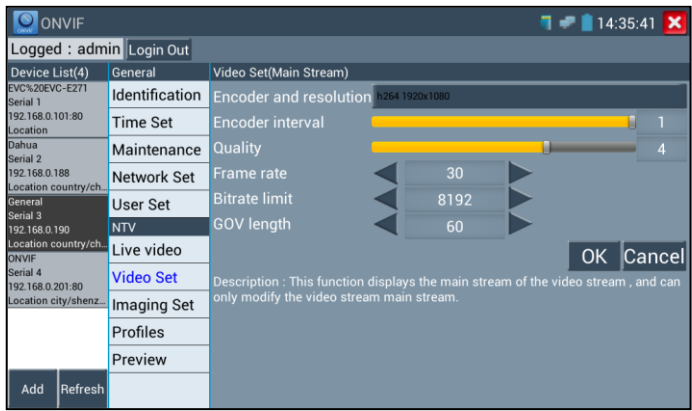 ONVIF
14:35:41
Logged : admin
Login Out
Device List(4)
EVC%20EVC-E271
Serial 1
192.168.0.101:80
Location
Dahua
Serial 2
192.168.0.188
Location country/ch...
General
Serial 3
192.168.0.190
Location country/ch...
ONVIF
Serial 4
192.168.0.201:80
Location city/shenz...
Add
Refresh
General
Identification
Time Set
Maintenance
Network Set
User Set
NTV
Live video
Video Set
Imaging Set
Profiles
Preview
Video Set(Main Stream)
Encoder and resolution
h264 1920x1080
Encoder interval
1
Quality
4
Frame rate
30
Bitrate limit
8192
GOV length
60
OK
Cancel
Description : This function displays the main stream of the video stream , and can
only modify the video stream main stream.